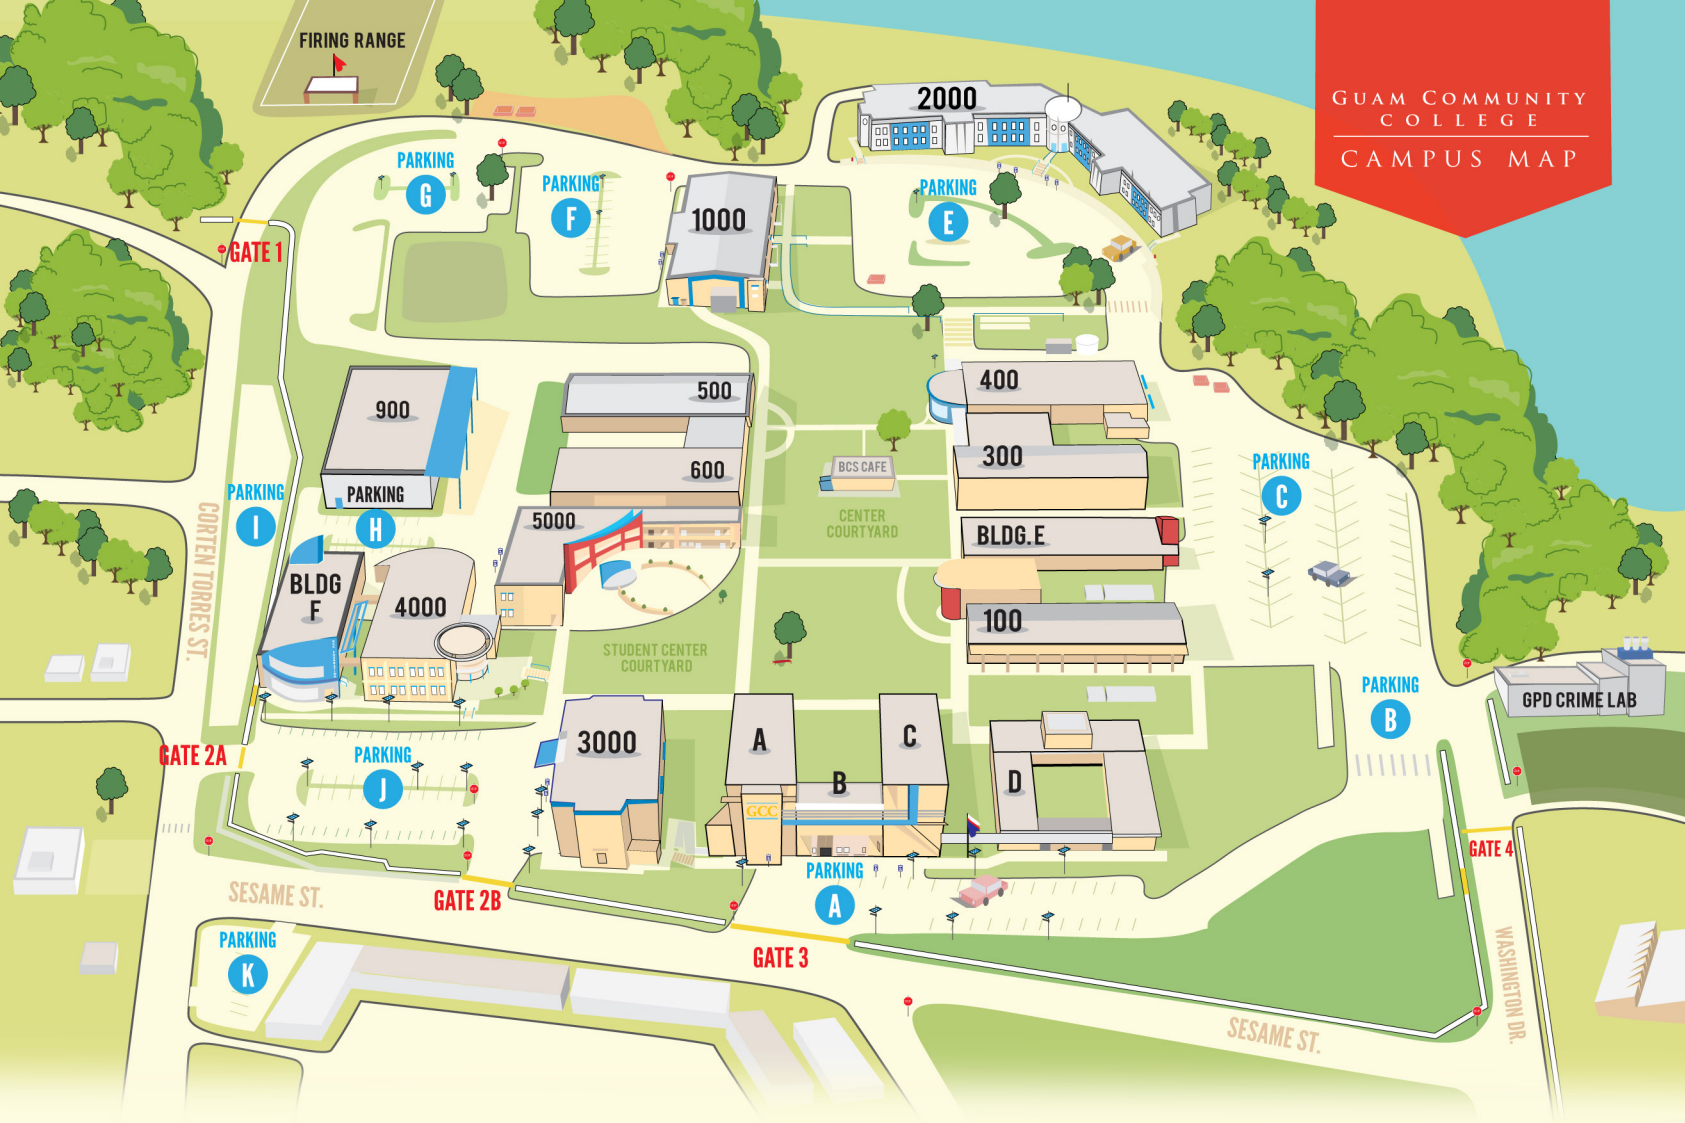 FIRING RANGE
GUAM COMMUNITY
COLLEGE
CAMPUS MAP
2000
PARKING
G
PARKING
F
1000
PARKING
E
GATE 1
900
500
400
600
300
BCS CAFE
PARKING
C
PARKING
I
PARKING
H
CENTER
COURTYARD
5000
BLDG.E
CORTEN TORRES ST.
BLDG
F
4000
100
STUDENT CENTER
COURTYARD
PARKING
B
GPD CRIME LAB
GATE 2A
PARKING
J
3000
A
C
B
D
GCC
GATE 4
PARKING
A
SESAME ST.
GATE 2B
PARKING
K
GATE 3
WASHINGTON DR.
SESAME ST.